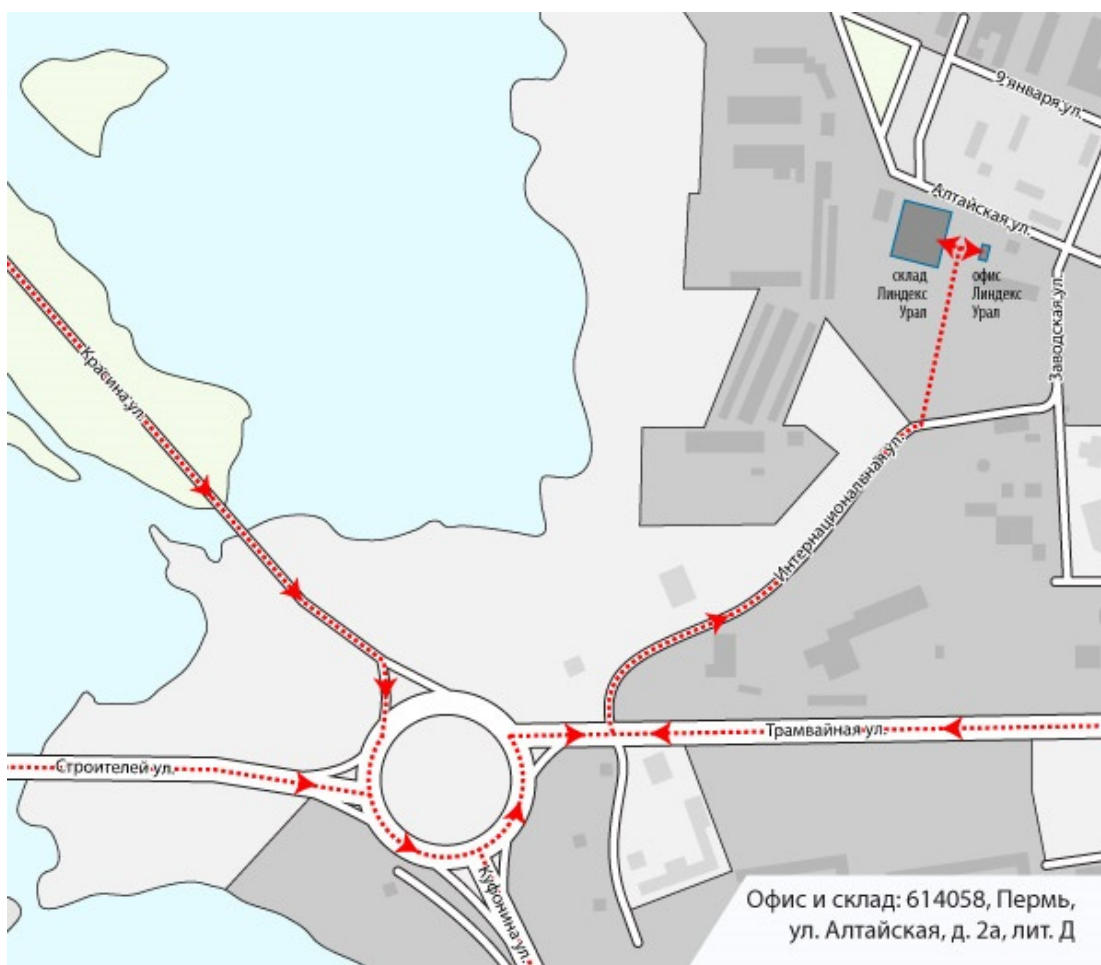 9 января ул.
Алтайская ул.
склад
Линдекс
Урал
офис
Линдекс
Урал
Заводская ул.
Красина ул.
Интернациональная ул.
Трамвайная ул.
Строителей ул.
Куфонина ул.
Офис и склад: 614058, Пермь,
ул. Алтайская, д. 2а, лит. Д